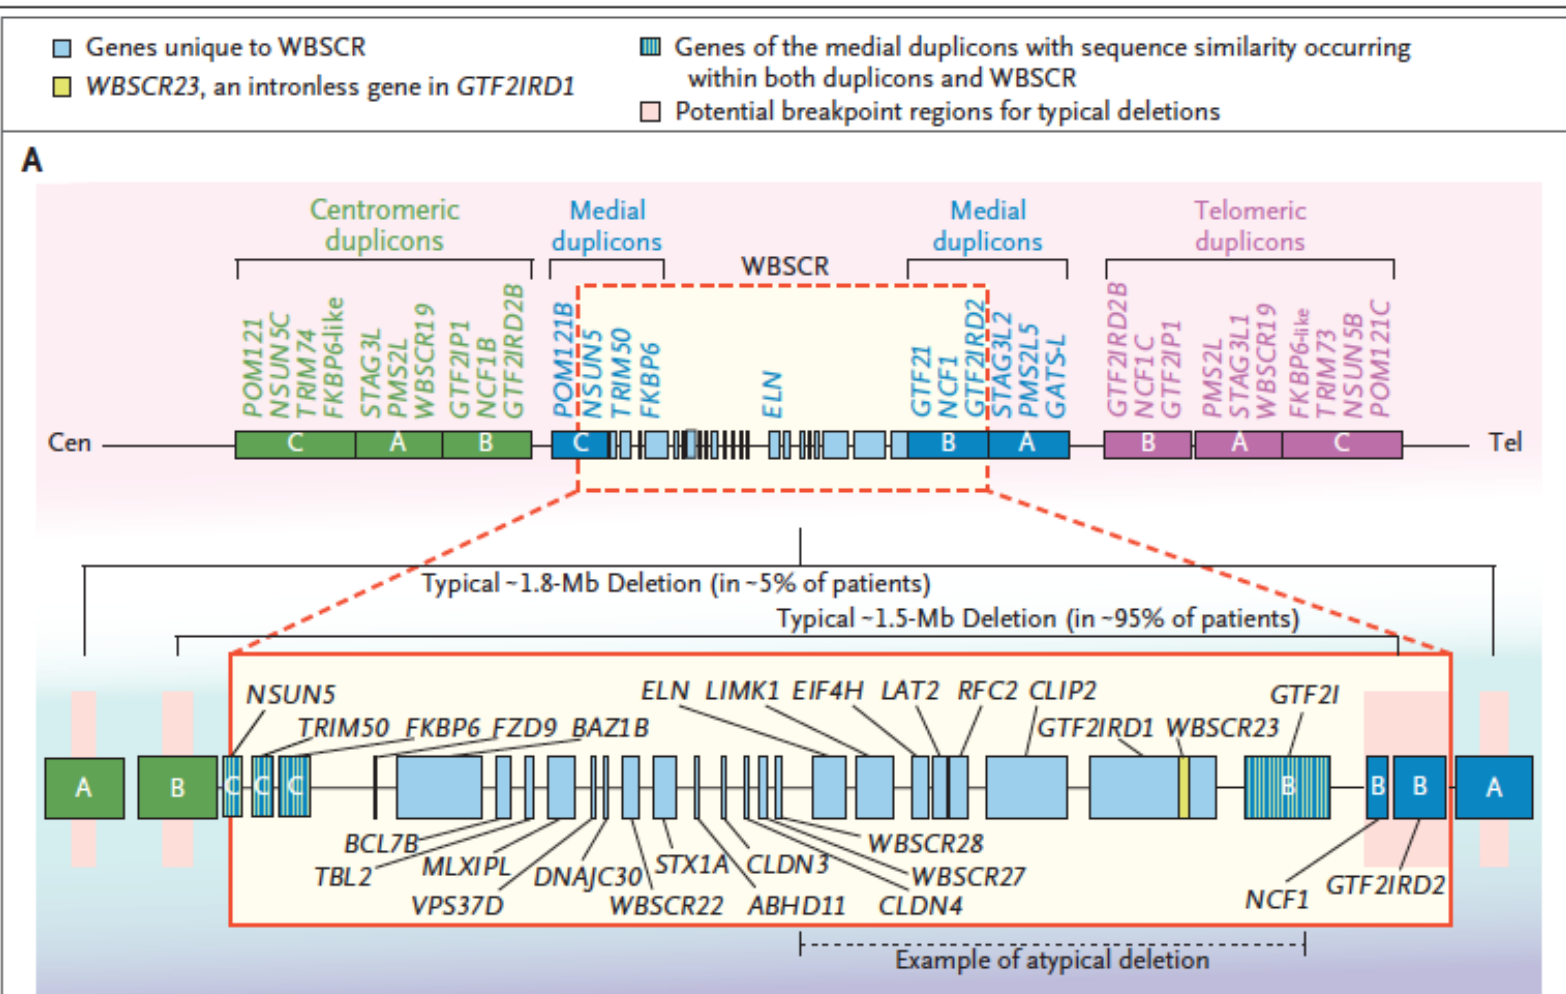 Genes unique to WBSCR
WBSCR23, an intronless gene in GTF2IRD1
Genes of the medial duplicons with sequence similarity occurring
within both duplicons and WBSCR
Potential breakpoint regions for typical deletions
A
Centromeric
duplicons
Medial
duplicons
WBSCR
Medial
duplicons
Telomeric
duplicons
POM121
NSUN5C
TRIM74
FKBP6-like
STAG3L
PMS2L
WBSCR19
GTF2IP1
NCF1B
GTF2IRD2B
POM121B
NSUN5
TRIM50
FKBP6
ELN
GTF21
NCF1
GTF2IRD2
STAG3L2
PMS2L5
GATS-L
GTF2IRD2B
NCF1C
GTF2IP1
PMS2L
STAG3L1
WBSCR19
FKBP6-like
TRIM73
NSUN5B
POM121C
Cen C A B C B A B A C Tel
Typical ~1.8-Mb Deletion (in ~5% of patients)
Typical ~1.5-Mb Deletion (in ~95% of patients)
NSUN5 ELN LIMK1 EIF4H LAT2 RFC2 CLIP2 GTF2I
TRIM50 FKBP6 FZD9 BAZ1B GTF2IRD1 WBSCR23
A B C C C B B B A
BCL7B STX1A CLDN3 WBSCR28
TBL2 MLXIPL DNAJC30 WBSCR27 GTF2IRD2
VPS37D WBSCR22 ABHD11 CLDN4 NCF1
Example of atypical deletion